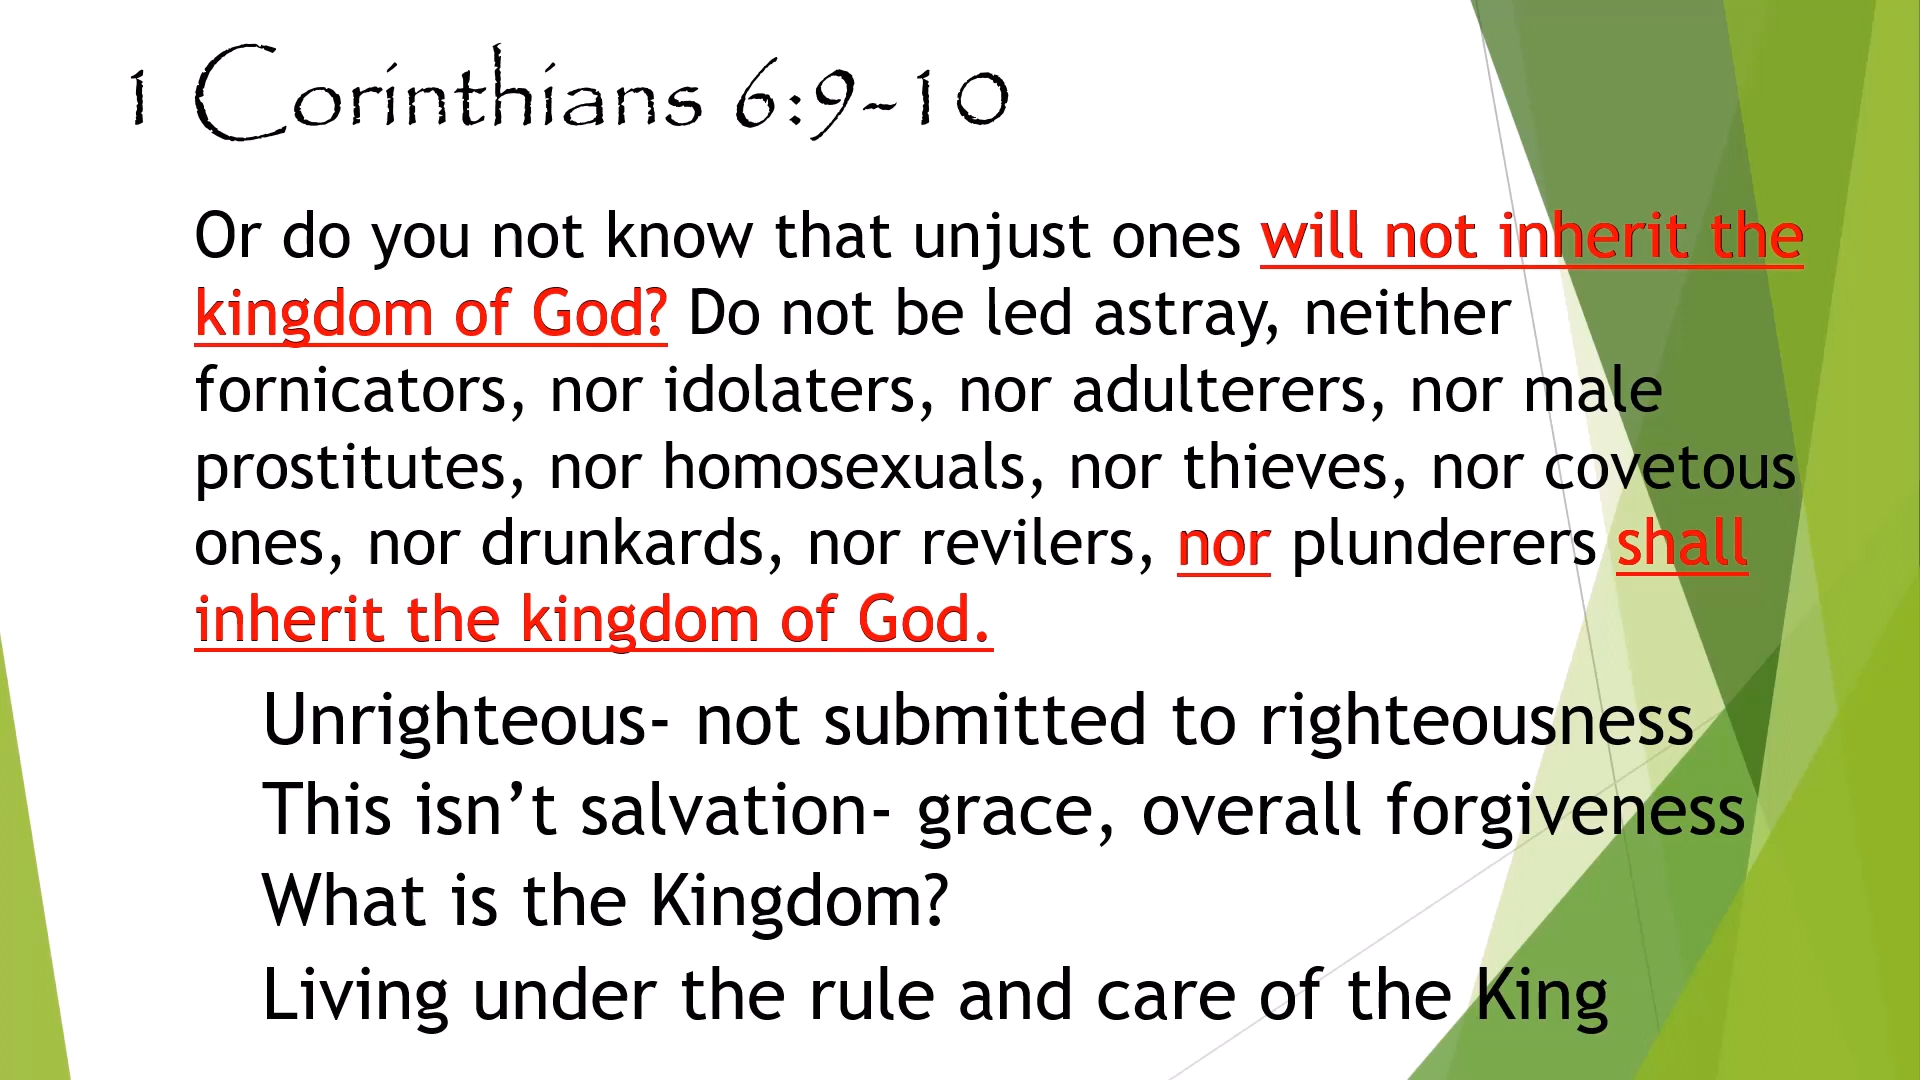 1 Corinthians 6:9-10
Or do you not know that unjust ones will not inherit the
kingdom of God? Do not be led astray, neither
fornicators, nor idolaters, nor adulterers, nor male
prostitutes, nor homosexuals, nor thieves, nor covetous
ones, nor drunkards, nor revilers, nor plunderers shall
inherit the kingdom of God.
Unrighteous- not submitted to righteousness
This isn’t salvation- grace, overall forgiveness
What is the Kingdom?
Living under the rule and care of the King